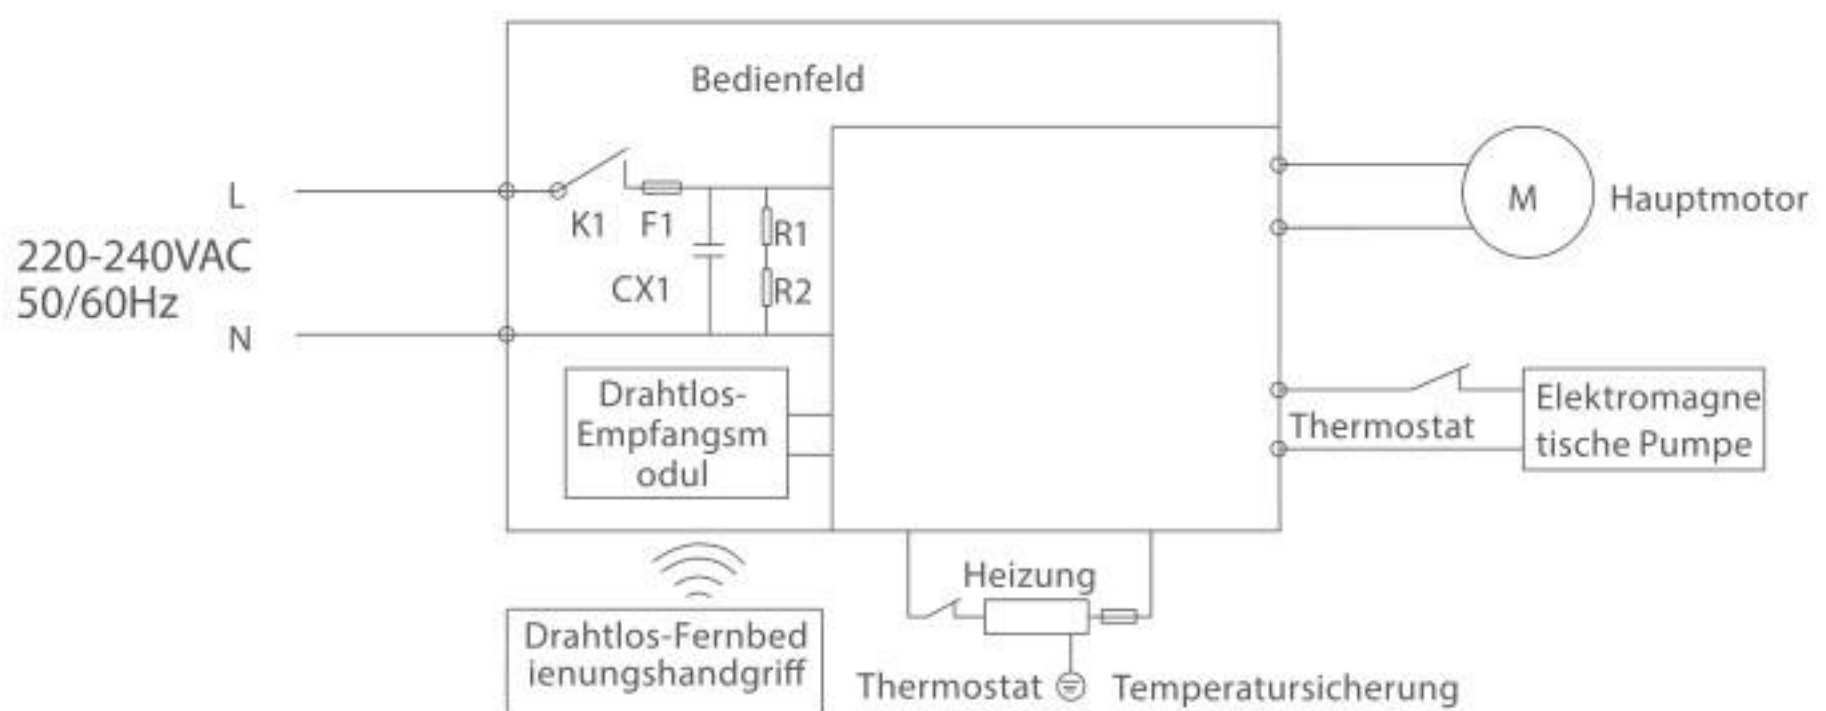 Bedienfeld
L
K1
F1
R1
M
Hauptmotor
220-240VAC
50/60Hz
CX1
R2
N
Drahtlos-
Empfangsm
odul
Thermostat
Elektromagne
tische Pumpe
Heizung
Drahtlos-Fernbed
ienungshandgriff
Thermostat
Temperatursicherung